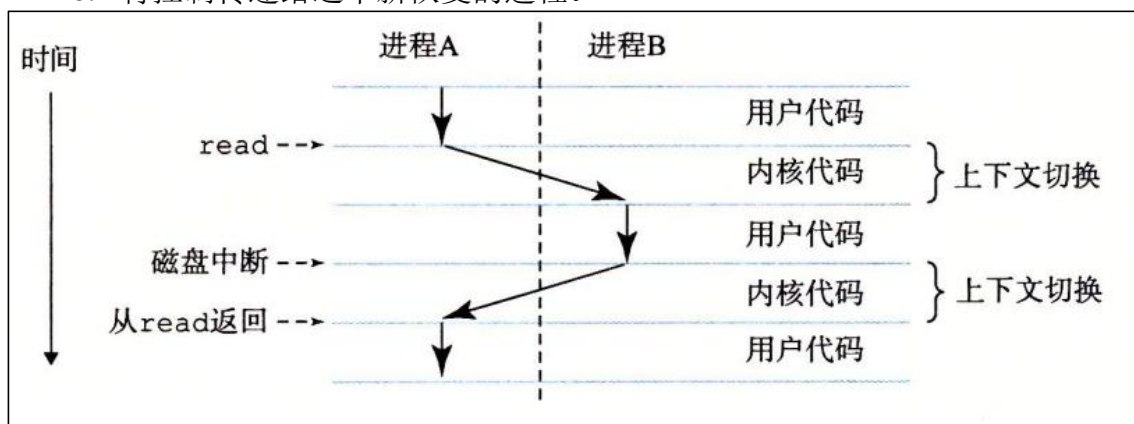 进程A 进程B
时间
用户代码
read
内核代码 上下文切换
用户代码
磁盘中断
内核代码 上下文切换
从read返回
用户代码